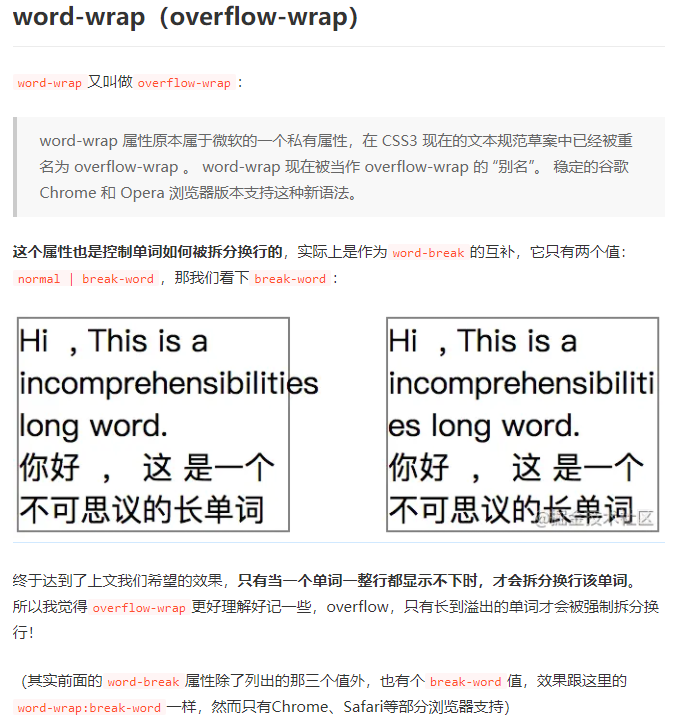 word-wrap（overflow-wrap）
word-wrap 又叫做 overflow-wrap：
word-wrap 属性原本属于微软的一个私有属性，在 CSS3 现在的文本规范草案中已经被重
名为 overflow-wrap 。 word-wrap 现在被当作 overflow-wrap 的 “别名”。 稳定的谷歌
Chrome 和 Opera 浏览器版本支持这种新语法。
这个属性也是控制单词如何被拆分换行的，实际上是作为 word-break 的互补，它只有两个值：
normal | break-word ，那我们看下 break-word ：
Hi ，This is a
incomprehensibilities
long word.
你好 ， 这 是一个
不可思议的长单词
Hi ，This is a
incomprehensibiliti
es long word.
你好 ， 这 是一个
不可思议的长单词
@掘金技术社区
终于达到了上文我们希望的效果，只有当一个单词一整行都显示不下时，才会拆分换行该单词。
所以我觉得 overflow-wrap 更好理解好记一些，overflow，只有长到溢出的单词才会被强制拆分换
行！
（其实前面的 word-break 属性除了列出的那三个值外，也有个 break-word 值，效果跟这里的
word-wrap:break-word 一样，然而只有Chrome、Safari等部分浏览器支持）